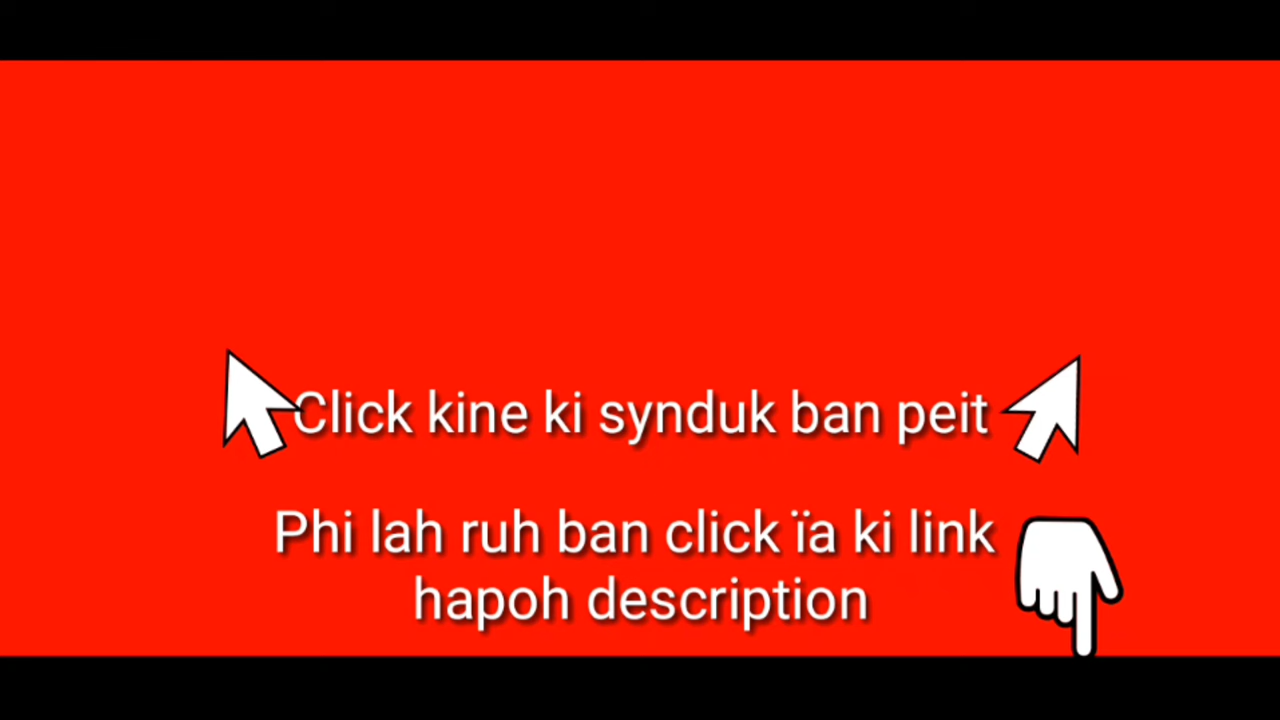 Click kine ki synduk ban peit
Phi lah ruh ban click ïa ki link
hapoh description